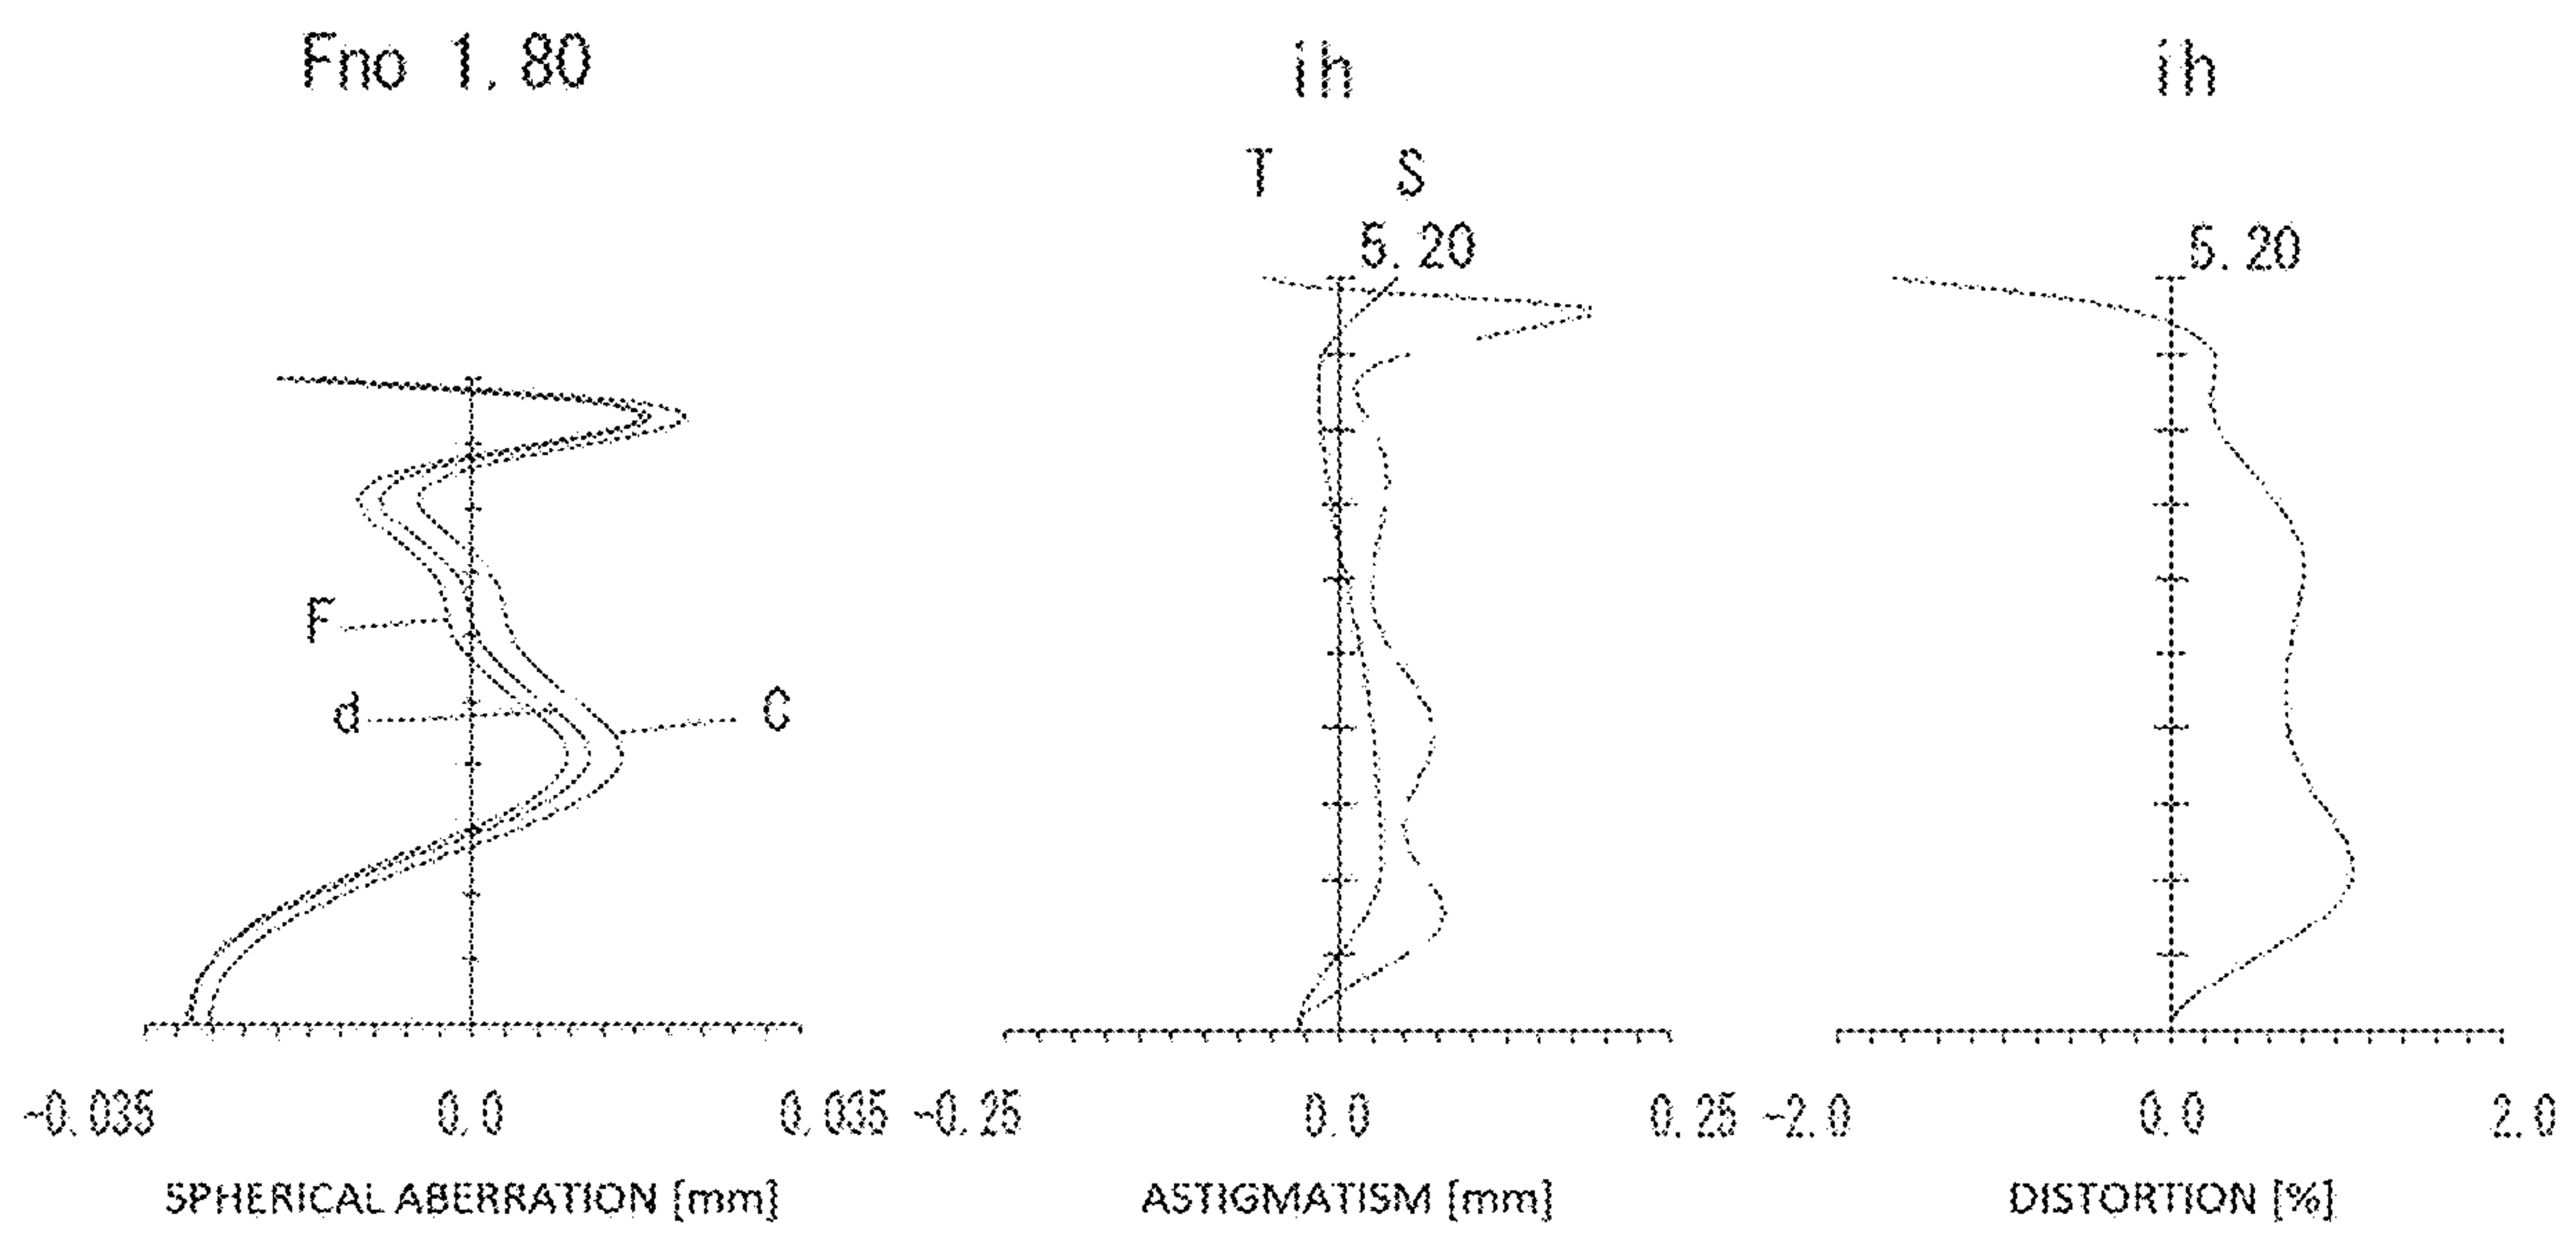 Fno 1.80
ih
ih
T S
5.20
5.20
F
d
C
-0.035 0.0 0.035
-0.25 0.0 0.25
-2.0 0.0 2.0
SPHERICAL ABERRATION [mm]
ASTIGMATISM [mm]
DISTORTION [%]